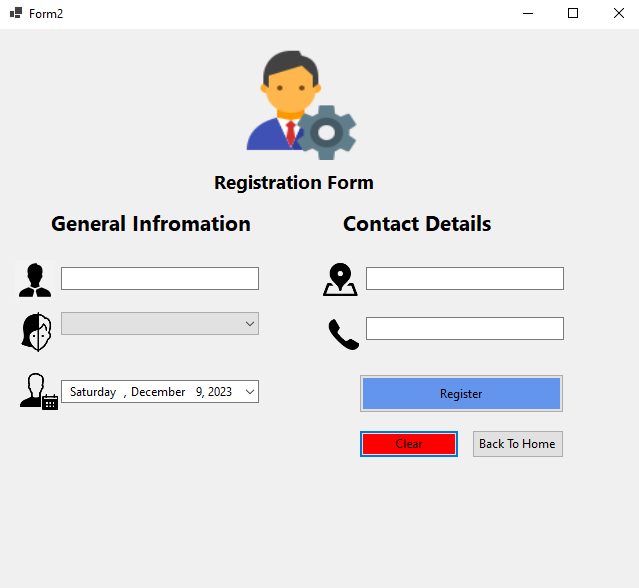 Form2
Registration Form
General Infromation
Contact Details
Saturday , December 9, 2023
Register
Clear
Back To Home